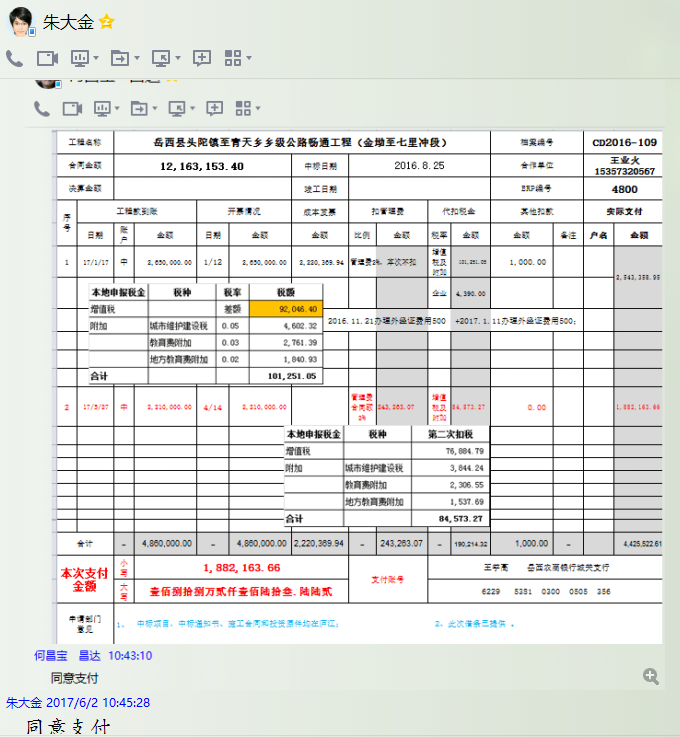 朱大金
工程名称 岳西县头陀镇至青天乡乡级公路畅通工程（金坳至七里冲段） 档案编号 CD2016-109
合同金额 12,163,153.40 中标日期 2016.8.25 合作单位 王业火 15357320567
决算金额 竣工日期 ERP编号 4800
序号 工程款到账 开票情况 成本发票 扣管理费 代扣税金 其他扣款 实际支付
日期 账户 金额 日期 金额 金额 比例 金额 税率 金额 金额 备注 户名 金额
1 17/1/17 中 2,650,000.00 1/12 2,650,000.00 2,220,369.94 管理费2%，本次不扣 增值税及附加 101,251.05 1,000.00
企业 4,390.00 2,543,358.95
本地申报税金 税种 税率 税额
增值税 差额 92,046.40
附加 城市维护建设税 0.05 4,602.32
教育费附加 0.03 2,761.39
地方教育费附加 0.02 1,840.93
合计 101,251.05
2016.11.21办理外经证费用500 +2017.1.11办理外经证费用500;
2 17/5/27 中 2,210,000.00 4/14 2,210,000.00 管理费合同额2% 243,263.07 增值税及附加 84,573.27 0.00 1,882,163.66
本地申报税金 税种 第二次扣税
增值税 76,884.79
附加 城市维护建设税 3,844.24
教育费附加 2,306.55
地方教育费附加 1,537.69
合计 84,573.27
合计 - 4,860,000.00 - 4,860,000.00 2,220,369.94 - 243,263.07 - 190,214.32 1,000.00 - 4,425,522.61
本次支付金额 小写 1,882,163.66 支付账号 岳西农商银行城关支行
大写 壹佰捌拾捌万贰仟壹佰陆拾叁.陆陆贰 6229 5381 0300 0505 356
申请部门意见 1、 中标项目、中标通知书、施工合同和投资原件均在庐江; 2、此次借条已提供 。
何昌宝 昌达 10:43:10
同意支付
朱大金 2017/6/2 10:45:28
同意支付